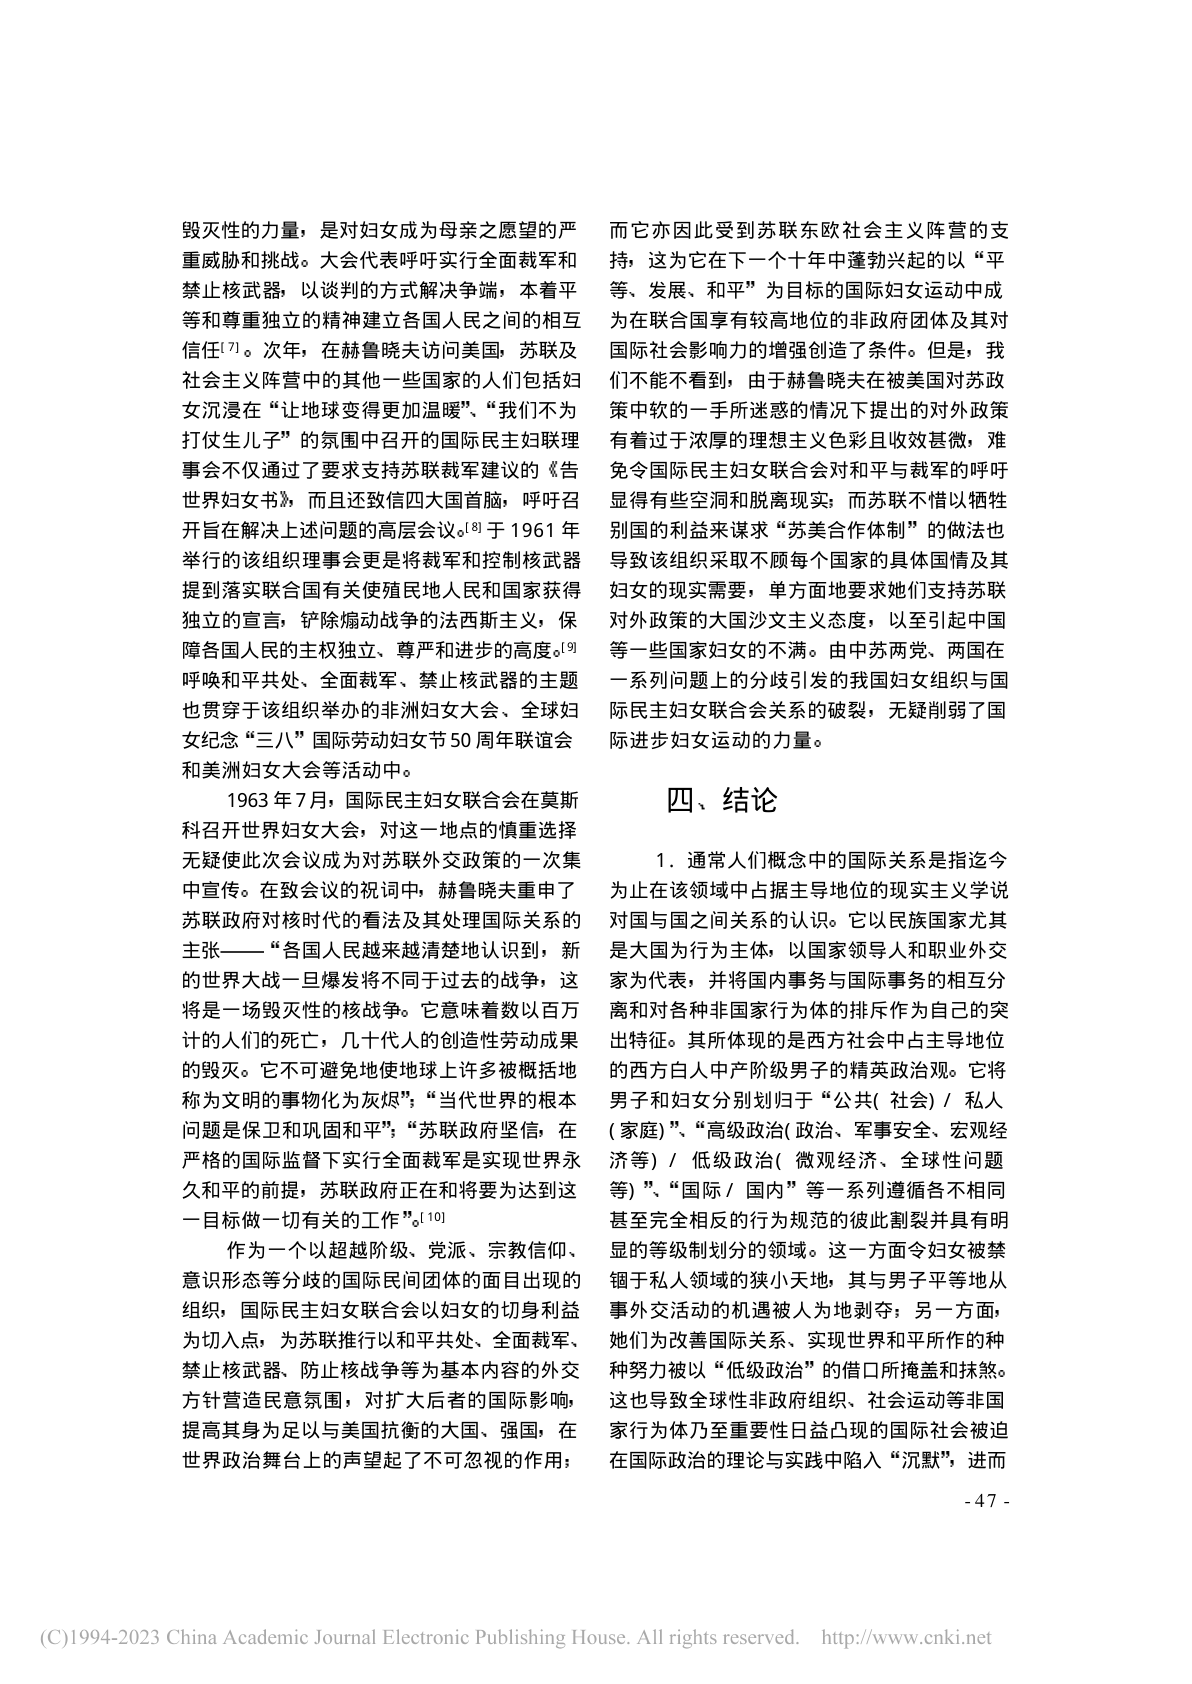 毁灭性的力量，是对妇女成为母亲之愿望的严
重威胁和挑战。大会代表呼吁实行全面裁军和
禁止核武器，以谈判的方式解决争端，本着平
等和尊重独立的精神建立各国人民之间的相互
信任[7]。次年，在赫鲁晓夫访问美国，苏联及
社会主义阵营中的其他一些国家的人们包括妇
女沉浸在“让地球变得更加温暖”、“我们不为
打仗生儿子”的氛围中召开的国际民主妇联理
事会不仅通过了要求支持苏联裁军建议的《告
世界妇女书》，而且还致信四大国首脑，呼吁召
开旨在解决上述问题的高层会议。[8]于1961年
举行的该组织理事会更是将裁军和控制核武器
提到落实联合国有关使殖民地人民和国家获得
独立的宣言，铲除煽动战争的法西斯主义，保
障各国人民的主权独立、尊严和进步的高度。[9]
呼唤和平共处、全面裁军、禁止核武器的主题
也贯穿于该组织举办的非洲妇女大会、全球妇
女纪念“三八”国际劳动妇女节50周年联谊会
和美洲妇女大会等活动中。
1963年7月，国际民主妇女联合会在莫斯
科召开世界妇女大会，对这一地点的慎重选择
无疑使此次会议成为对苏联外交政策的一次集
中宣传。在致会议的祝词中，赫鲁晓夫重申了
苏联政府对核时代的看法及其处理国际关系的
主张——“各国人民越来越清楚地认识到，新
的世界大战一旦爆发将不同于过去的战争，这
将是一场毁灭性的核战争。它意味着数以百万
计的人们的死亡，几十代人的创造性劳动成果
的毁灭。它不可避免地使地球上许多被概括地
称为文明的事物化为灰烬”；“当代世界的根本
问题是保卫和巩固和平”；“苏联政府坚信，在
严格的国际监督下实行全面裁军是实现世界永
久和平的前提，苏联政府正在和将要为达到这
一目标做一切有关的工作”。[10]
作为一个以超越阶级、党派、宗教信仰、
意识形态等分歧的国际民间团体的面目出现的
组织，国际民主妇女联合会以妇女的切身利益
为切入点，为苏联推行以和平共处、全面裁军、
禁止核武器、防止核战争等为基本内容的外交
方针营造民意氛围，对扩大后者的国际影响，
提高其身为足以与美国抗衡的大国、强国，在
世界政治舞台上的声望起了不可忽视的作用；
而它亦因此受到苏联东欧社会主义阵营的支
持，这为它在下一个十年中蓬勃兴起的以“平
等、发展、和平”为目标的国际妇女运动中成
为在联合国享有较高地位的非政府团体及其对
国际社会影响力的增强创造了条件。但是，我
们不能不看到，由于赫鲁晓夫在被美国对苏政
策中软的一手所迷惑的情况下提出的对外政策
有着过于浓厚的理想主义色彩且收效甚微，难
免令国际民主妇女联合会对和平与裁军的呼吁
显得有些空洞和脱离现实；而苏联不惜以牺牲
别国的利益来谋求“苏美合作体制”的做法也
导致该组织采取不顾每个国家的具体国情及其
妇女的现实需要，单方面地要求她们支持苏联
对外政策的大国沙文主义态度，以至引起中国
等一些国家妇女的不满。由中苏两党、两国在
一系列问题上的分歧引发的我国妇女组织与国
际民主妇女联合会关系的破裂，无疑削弱了国
际进步妇女运动的力量。
四、结论
1．通常人们概念中的国际关系是指迄今
为止在该领域中占据主导地位的现实主义学说
对国与国之间关系的认识。它以民族国家尤其
是大国为行为主体，以国家领导人和职业外交
家为代表，并将国内事务与国际事务的相互分
离和对各种非国家行为体的排斥作为自己的突
出特征。其所体现的是西方社会中占主导地位
的西方白人中产阶级男子的精英政治观。它将
男子和妇女分别划归于“公共( 社会) / 私人
(家庭)”、“高级政治(政治、军事安全、宏观经
济等) / 低级政治( 微观经济、全球性问题
等)”、“国际/ 国内”等一系列遵循各不相同
甚至完全相反的行为规范的彼此割裂并具有明
显的等级制划分的领域。这一方面令妇女被禁
锢于私人领域的狭小天地，其与男子平等地从
事外交活动的机遇被人为地剥夺；另一方面，
她们为改善国际关系、实现世界和平所作的种
种努力被以“低级政治”的借口所掩盖和抹煞。
这也导致全球性非政府组织、社会运动等非国
家行为体乃至重要性日益凸现的国际社会被迫
在国际政治的理论与实践中陷入“沉默”，进而
- 47 -
(C)1994-2023 China Academic Journal Electronic Publishing House. All rights reserved. http://www.cnki.net